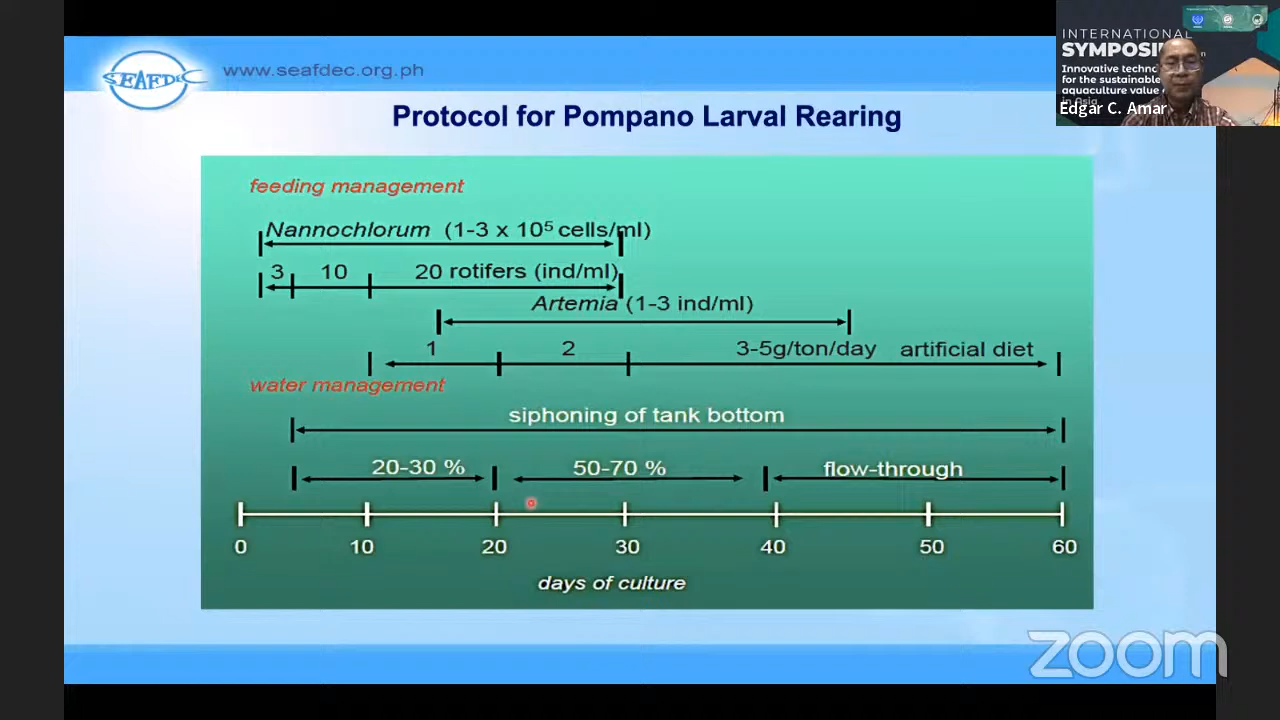 SEAFDEC
www.seafdec.org.ph
Protocol for Pompano Larval Rearing
feeding management
Nannochlorum (1-3 x 10⁵ cells/ml)
3 10 20 rotifers (ind/ml)
Artemia (1-3 ind/ml)
1 2 3-5g/ton/day artificial diet
water management
siphoning of tank bottom
20-30 % 50-70 % flow-through
0 10 20 30 40 50 60
days of culture
INTERNATIONAL
Innovative
for the sustainable
aquaculture value
in Asia
Edgar C. Amar
zoom